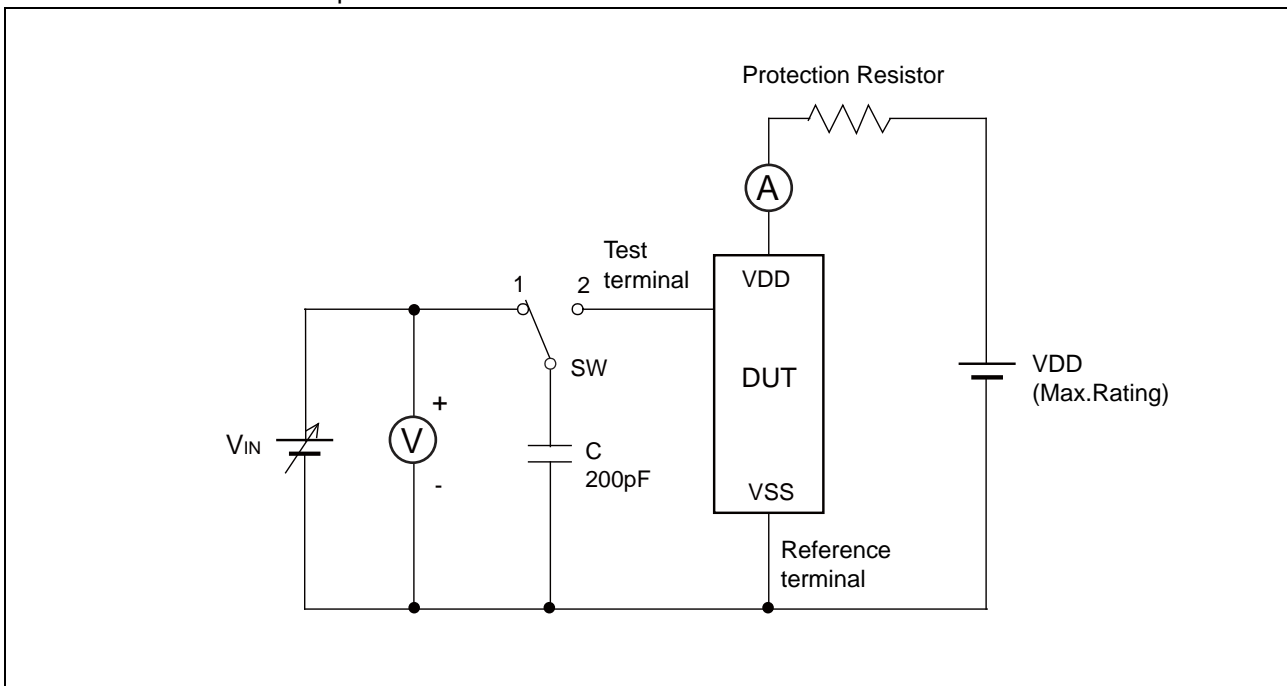 Protection Resistor
A
Test
terminal
1
2
VDD
SW
DUT
VDD
(Max.Rating)
+
VIN
V
-
C
200pF
VSS
Reference
terminal